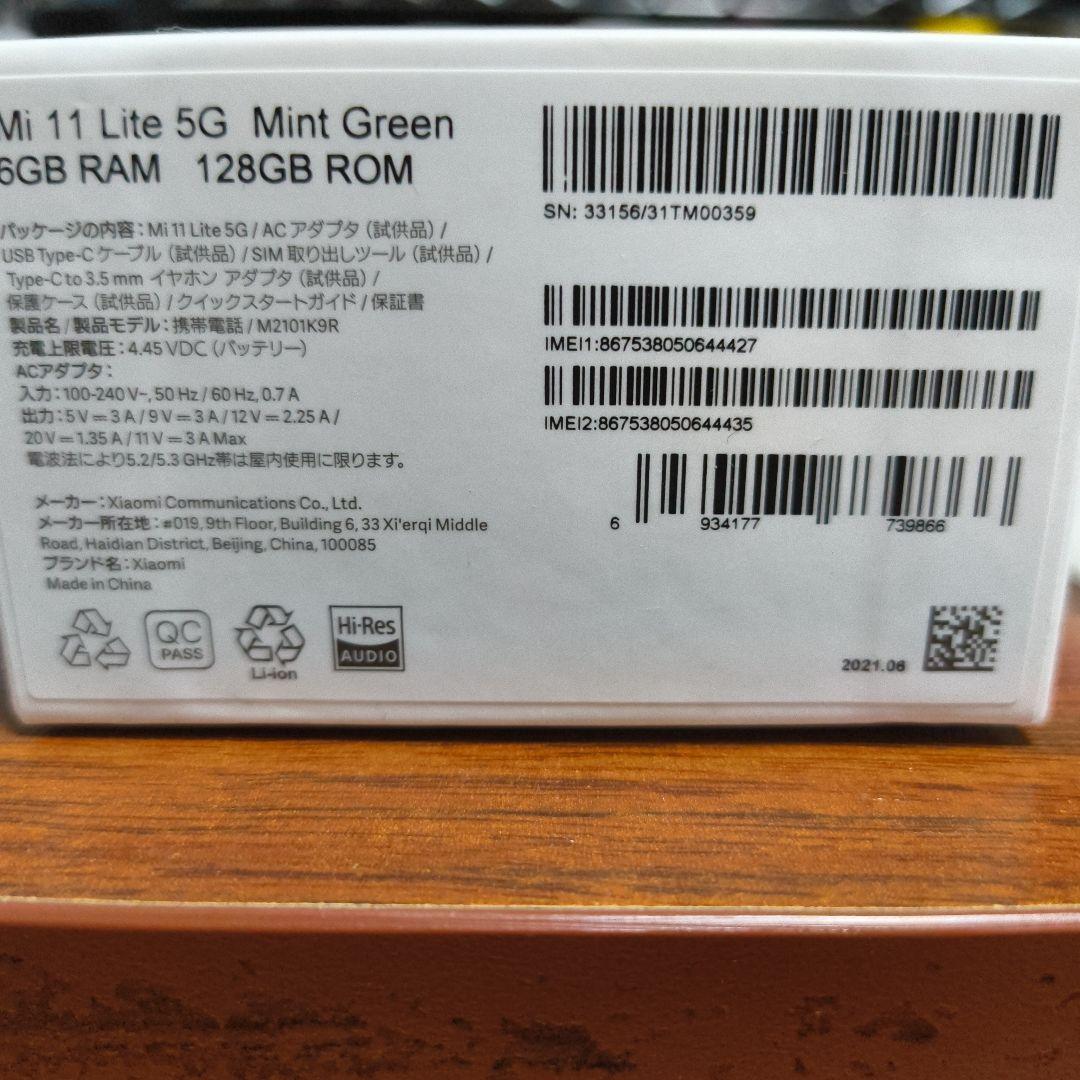 Mi 11 Lite 5G Mint Green
6GB RAM 128GB ROM
パッケージの内容：Mi 11 Lite 5G / AC アダプタ（試供品）/
USB Type-C ケーブル（試供品）/ SIM 取り出しツール（試供品）/
Type-C to 3.5 mm イヤホン アダプタ（試供品）/
保護ケース（試供品）/ クイックスタートガイド / 保証書
製品名 / 製品モデル：携帯電話 / M2101K9R
充電上限電圧：4.45 VDC（バッテリー）
ACアダプタ：
入力：100-240 V~, 50 Hz / 60 Hz, 0.7 A
出力：5 V⎓3 A / 9 V⎓3 A / 12 V⎓2.25 A /
20 V⎓1.35 A / 11 V⎓3 A Max
電波法により5.2/5.3 GHz帯は屋内使用に限ります。
メーカー：Xiaomi Communications Co., Ltd.
メーカー所在地：#019, 9th Floor, Building 6, 33 Xi'erqi Middle
Road, Haidian District, Beijing, China, 100085
ブランド名：Xiaomi
Made in China
QC
PASS
Li-ion
Hi-Res
AUDIO
SN: 33156/31TM00359
IMEI1:867538050644427
IMEI2:867538050644435
6 934177 739866
2021.06